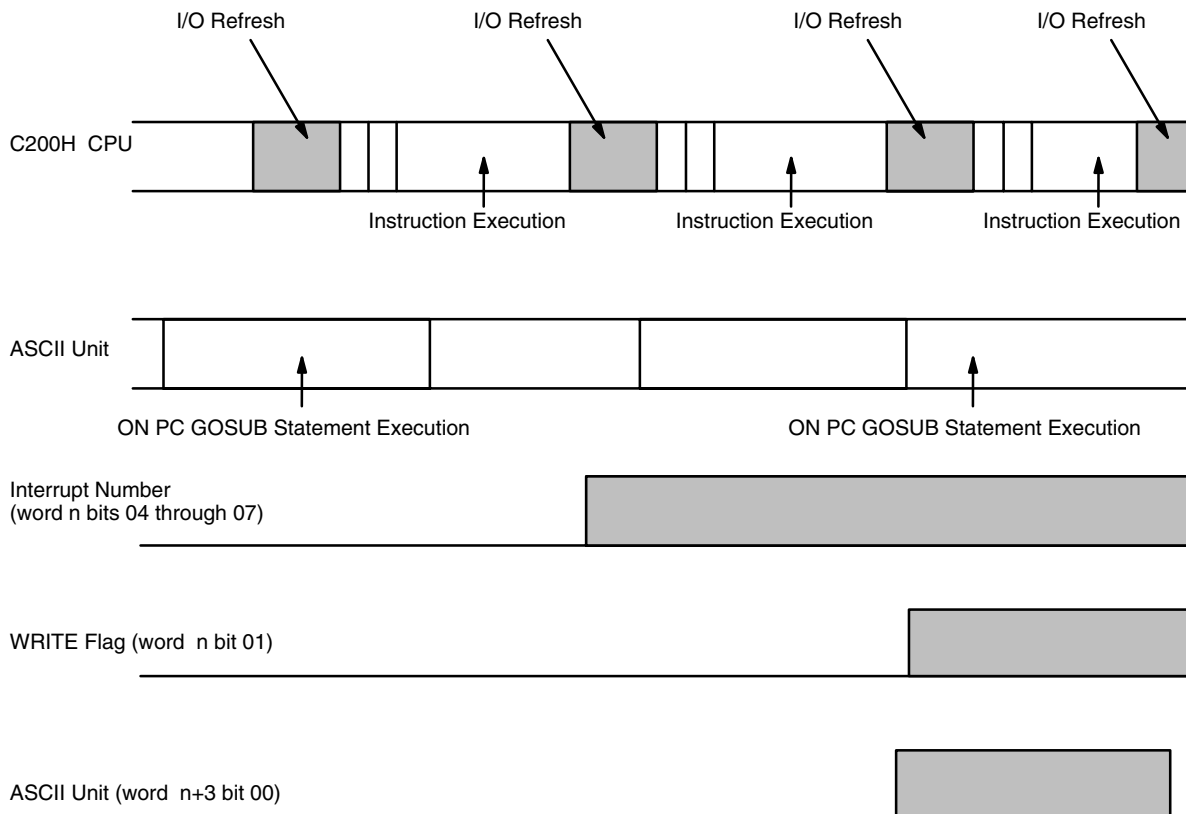 I/O Refresh
I/O Refresh
I/O Refresh
I/O Refresh
C200H CPU
Instruction Execution
Instruction Execution
Instruction Execution
ASCII Unit
ON PC GOSUB Statement Execution
ON PC GOSUB Statement Execution
Interrupt Number
(word n bits 04 through 07)
WRITE Flag (word n bit 01)
ASCII Unit (word n+3 bit 00)